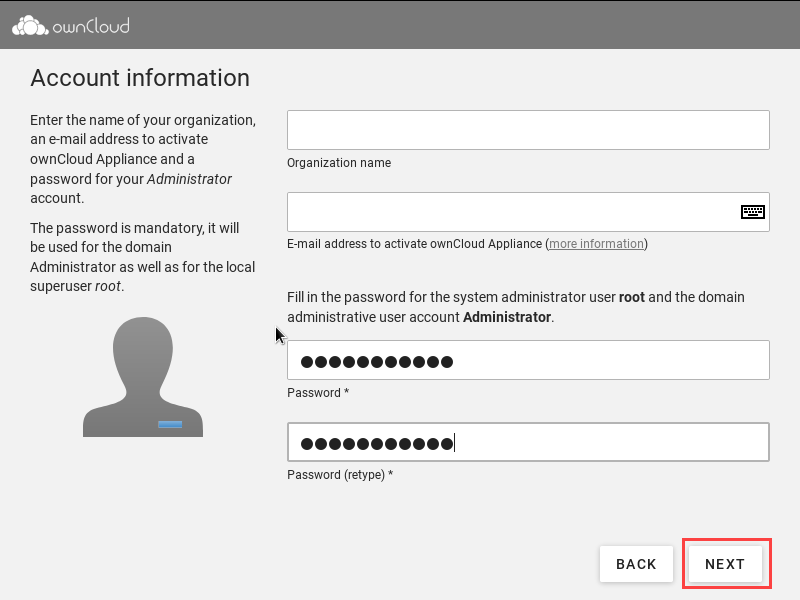 ownCloud
Account information
Enter the name of your organization,
an e-mail address to activate
ownCloud Appliance and a
password for your Administrator
account.
The password is mandatory, it will
be used for the domain
Administrator as well as for the local
superuser root.
Organization name
E-mail address to activate ownCloud Appliance (more information)
Fill in the password for the system administrator user root and the domain
administrative user account Administrator.
●●●●●●●●●●●
Password *
●●●●●●●●●●●
Password (retype) *
BACK
NEXT